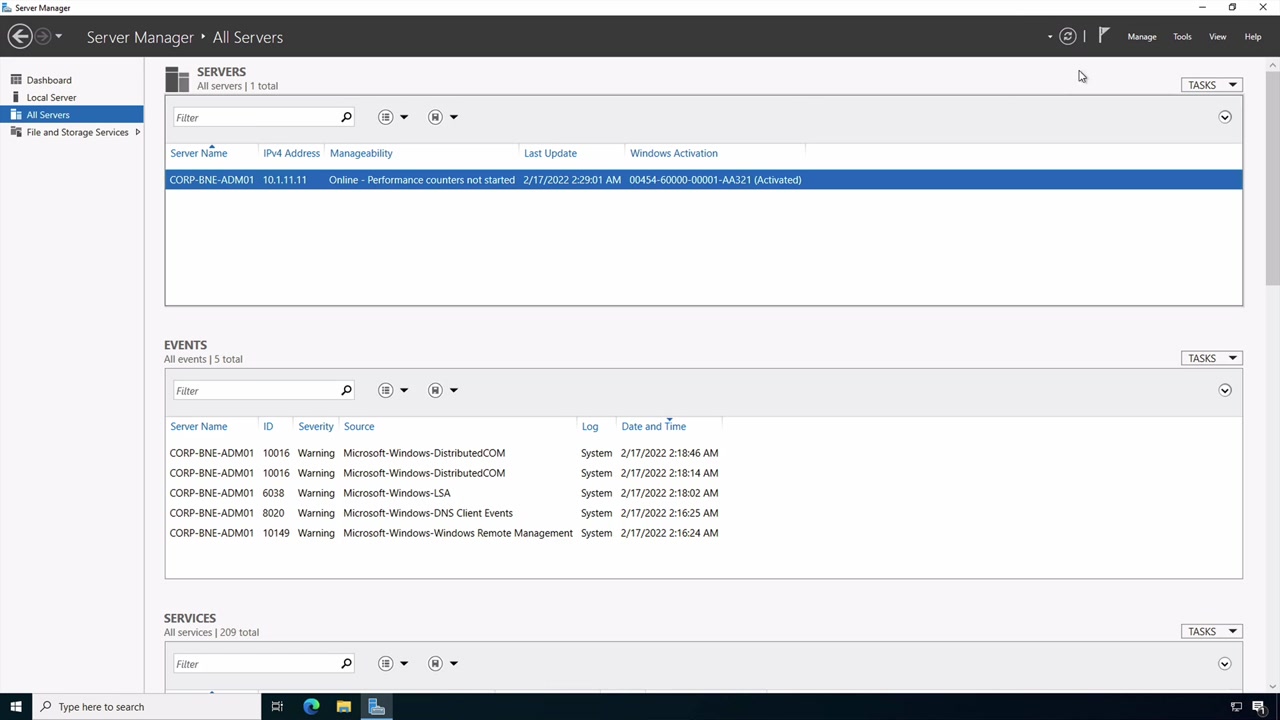 Server Manager
Server Manager ‣ All Servers
Manage Tools View Help
Dashboard
Local Server
All Servers
File and Storage Services
SERVERS
All servers | 1 total
TASKS
Filter
Server Name IPv4 Address Manageability Last Update Windows Activation
CORP-BNE-ADM01 10.1.11.11 Online - Performance counters not started 2/17/2022 2:29:01 AM 00454-60000-00001-AA321 (Activated)
EVENTS
All events | 5 total
TASKS
Filter
Server Name ID Severity Source Log Date and Time
CORP-BNE-ADM01 10016 Warning Microsoft-Windows-DistributedCOM System 2/17/2022 2:18:46 AM
CORP-BNE-ADM01 10016 Warning Microsoft-Windows-DistributedCOM System 2/17/2022 2:18:14 AM
CORP-BNE-ADM01 6038 Warning Microsoft-Windows-LSA System 2/17/2022 2:18:02 AM
CORP-BNE-ADM01 8020 Warning Microsoft-Windows-DNS Client Events System 2/17/2022 2:16:25 AM
CORP-BNE-ADM01 10149 Warning Microsoft-Windows-Windows Remote Management System 2/17/2022 2:16:24 AM
SERVICES
All services | 209 total
TASKS
Filter
Type here to search
1